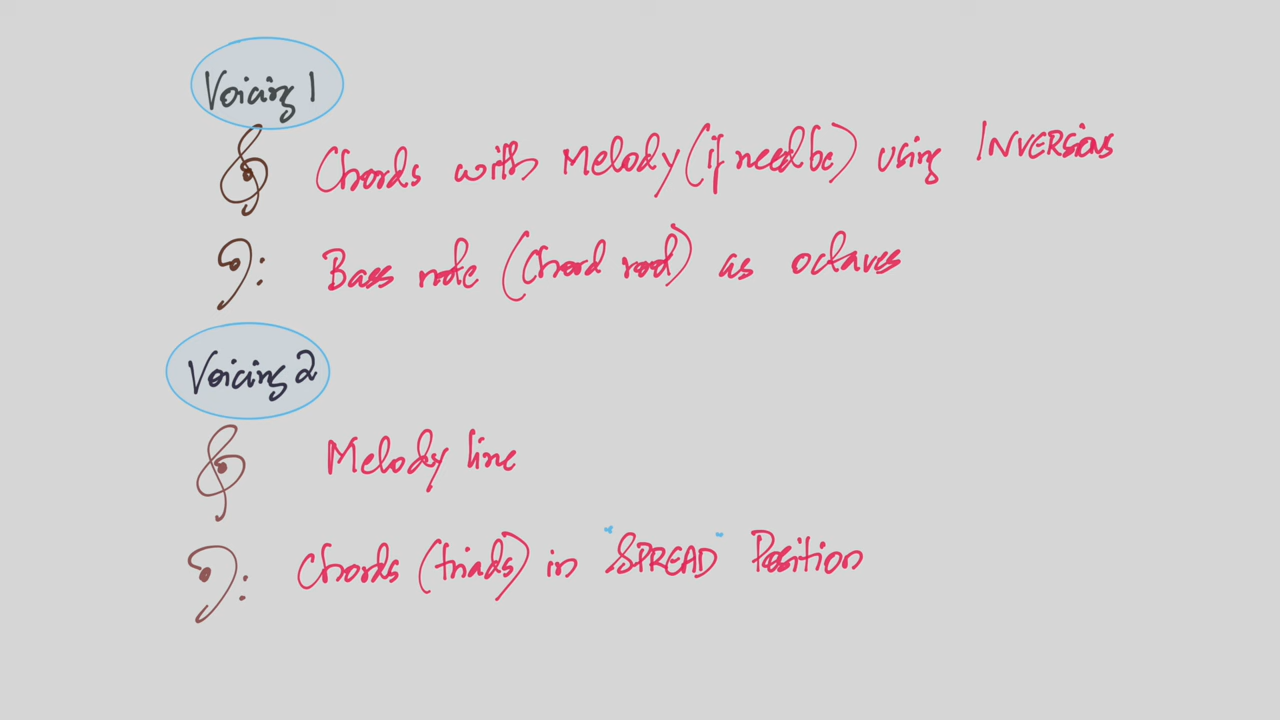 Voicing 1
Chords with Melody (if need be) using INVERSIONS
Bass note (Chord root) as octaves
Voicing 2
Melody line
Chords (triads) in "SPREAD" Position